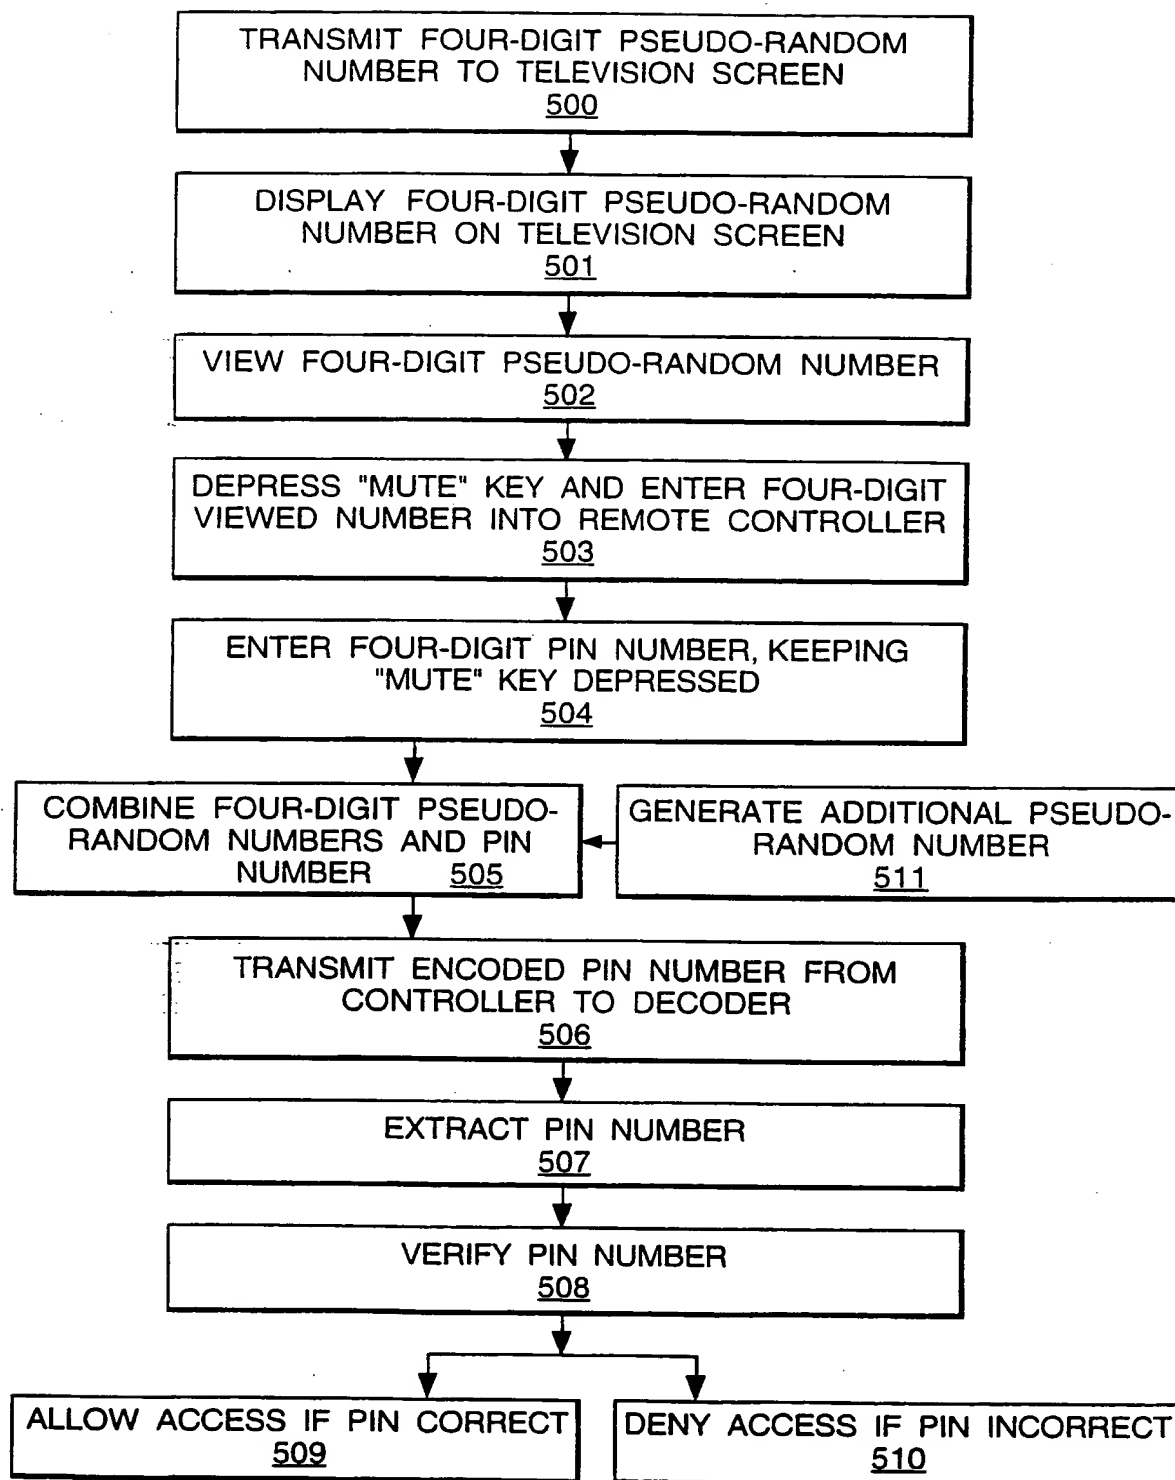 TRANSMIT FOUR-DIGIT PSEUDO-RANDOM
NUMBER TO TELEVISION SCREEN
500
DISPLAY FOUR-DIGIT PSEUDO-RANDOM
NUMBER ON TELEVISION SCREEN
501
VIEW FOUR-DIGIT PSEUDO-RANDOM NUMBER
502
DEPRESS "MUTE" KEY AND ENTER FOUR-DIGIT
VIEWED NUMBER INTO REMOTE CONTROLLER
503
ENTER FOUR-DIGIT PIN NUMBER, KEEPING
"MUTE" KEY DEPRESSED
504
COMBINE FOUR-DIGIT PSEUDO-
RANDOM NUMBERS AND PIN
NUMBER 505
GENERATE ADDITIONAL PSEUDO-
RANDOM NUMBER
511
TRANSMIT ENCODED PIN NUMBER FROM
CONTROLLER TO DECODER
506
EXTRACT PIN NUMBER
507
VERIFY PIN NUMBER
508
ALLOW ACCESS IF PIN CORRECT
509
DENY ACCESS IF PIN INCORRECT
510